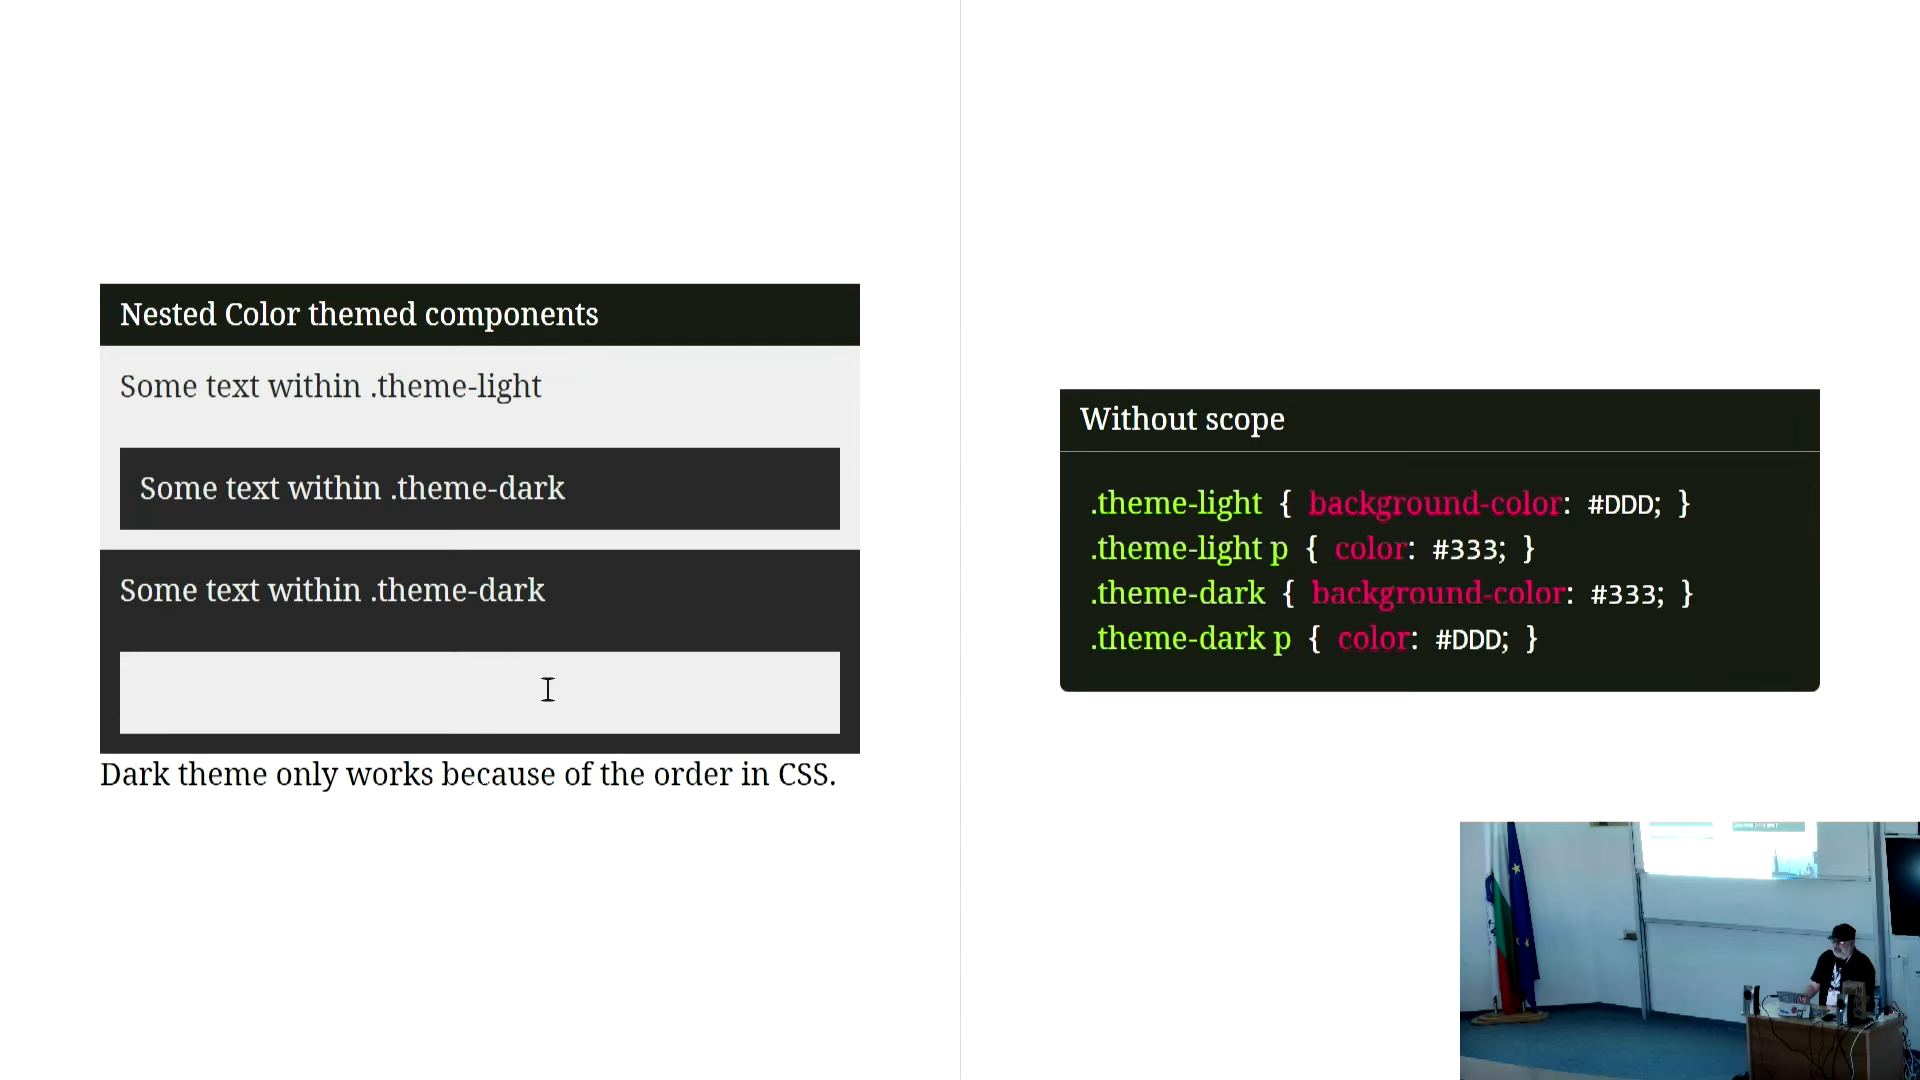 Nested Color themed components
Some text within .theme-light
Some text within .theme-dark
Some text within .theme-dark
Dark theme only works because of the order in CSS.
Without scope
.theme-light { background-color: #DDD; }
.theme-light p { color: #333; }
.theme-dark { background-color: #333; }
.theme-dark p { color: #DDD; }